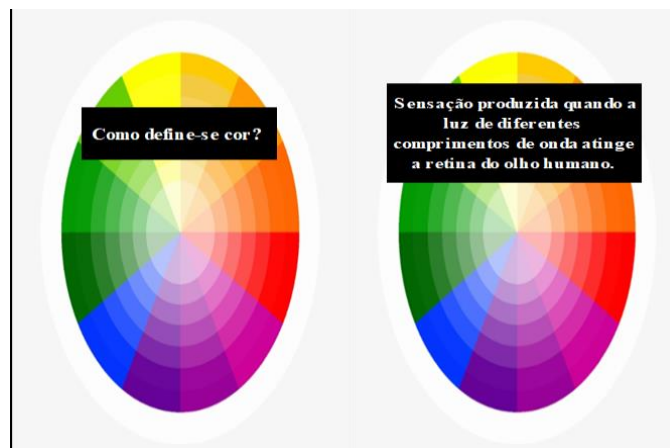 Como define-se cor?
Sensação produzida quando a
luz de diferentes
comprimentos de onda atinge
a retina do olho humano.